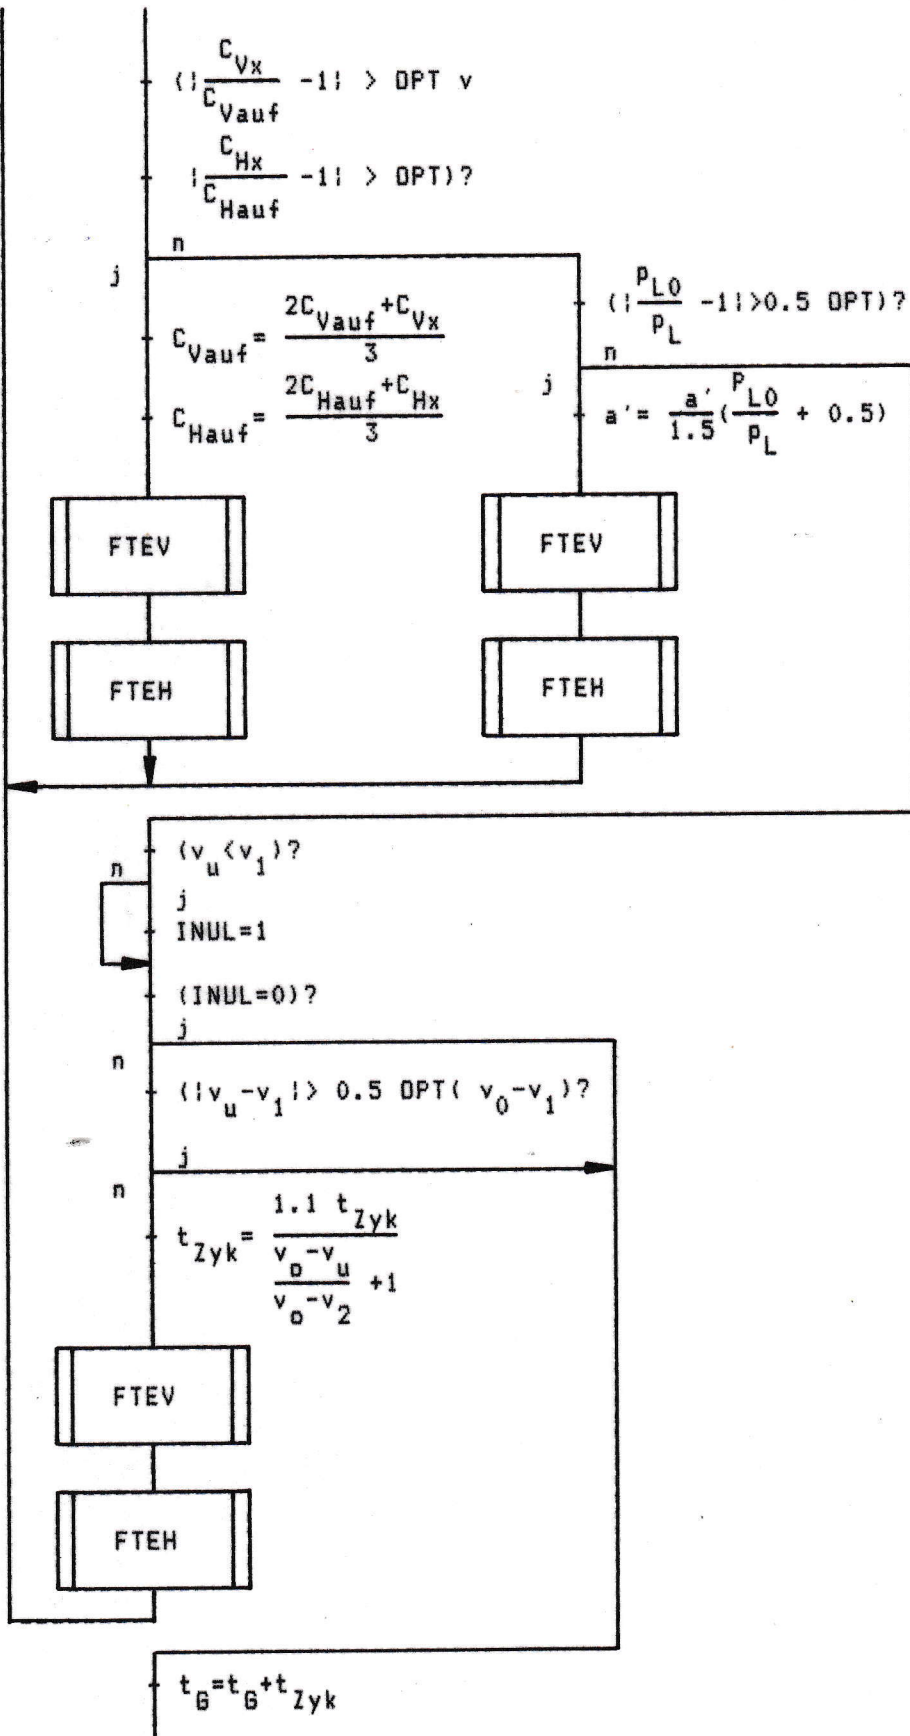 (|C_Vx/C_Vauf -1| > OPT v
|C_Hx/C_Hauf -1| > OPT)?
n
j
C_Vauf= (2C_Vauf+C_Vx)/3
C_Hauf= (2C_Hauf+C_Hx)/3
FTEV
FTEH
(|p_L0/p_L -1|>0.5 OPT)?
n
j
a'= a'/1.5(p_L0/p_L + 0.5)
FTEV
FTEH
(v_u<v_1)?
n
j
INUL=1
(INUL=0)?
j
n
(|v_u-v_1|> 0.5 OPT( v_0-v_1)?
j
n
t_Zyk= 1.1 t_Zyk/((v_o-v_u)/(v_o-v_2) +1)
FTEV
FTEH
t_G=t_G+t_Zyk